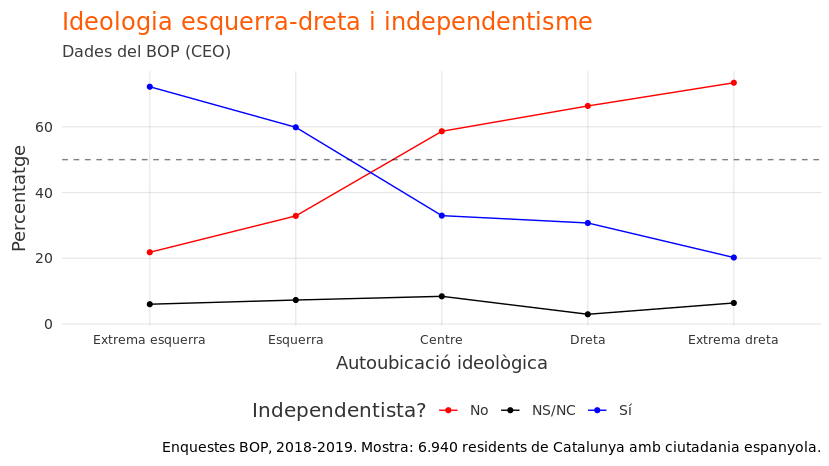 Ideologia esquerra-dreta i independentisme
Dades del BOP (CEO)
Percentatge
60
40
20
0
Extrema esquerra Esquerra Centre Dreta Extrema dreta
Autoubicació ideològica
Independentista? No NS/NC Sí
Enquestes BOP, 2018-2019. Mostra: 6.940 residents de Catalunya amb ciutadania espanyola.